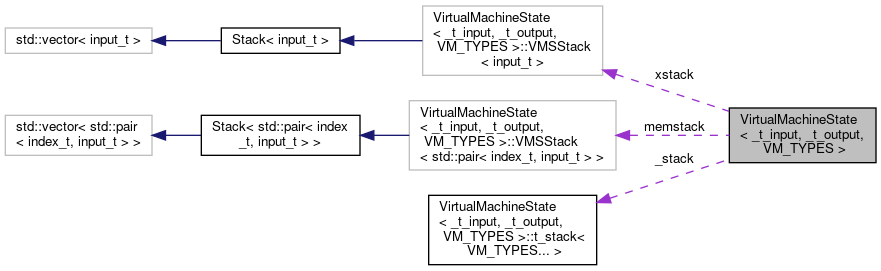 std::vector< input_t >
Stack< input_t >
VirtualMachineState
< _t_input, _t_output,
VM_TYPES >::VMSStack
< input_t >
xstack
std::vector< std::pair
< index_t, input_t > >
Stack< std::pair< index
_t, input_t > >
VirtualMachineState
< _t_input, _t_output,
VM_TYPES >::VMSStack
< std::pair< index_t, input_t > >
memstack
VirtualMachineState
< _t_input, _t_output,
VM_TYPES >
_stack
VirtualMachineState
< _t_input, _t_output,
VM_TYPES >::t_stack<
VM_TYPES... >